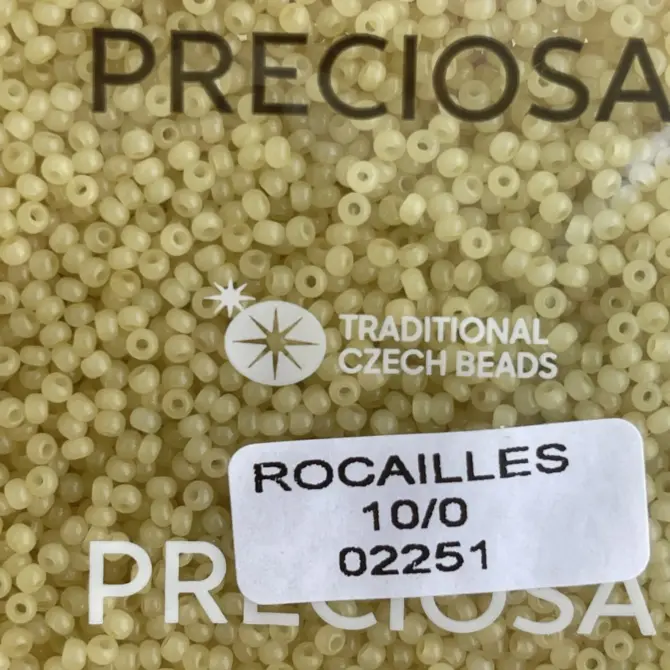 PRECIOSA
TRADITIONAL
CZECH BEADS
ROCAILLES
10/0
02251
PRECIOSA